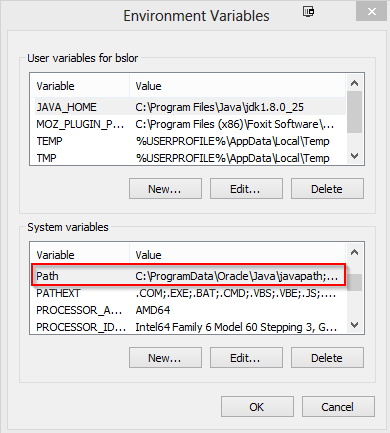 Environment Variables
User variables for bslor
Variable Value
JAVA_HOME C:\Program Files\Java\jdk1.8.0_25
MOZ_PLUGIN_P... C:\Program Files (x86)\Foxit Software\...
TEMP %USERPROFILE%\AppData\Local\Temp
TMP %USERPROFILE%\AppData\Local\Temp
New... Edit... Delete
System variables
Variable Value
Path C:\ProgramData\Oracle\Java\javapath;...
PATHEXT .COM;.EXE;.BAT;.CMD;.VBS;.VBE;.JS;....
PROCESSOR_A... AMD64
PROCESSOR_ID... Intel64 Family 6 Model 60 Stepping 3, G...
New... Edit... Delete
OK Cancel